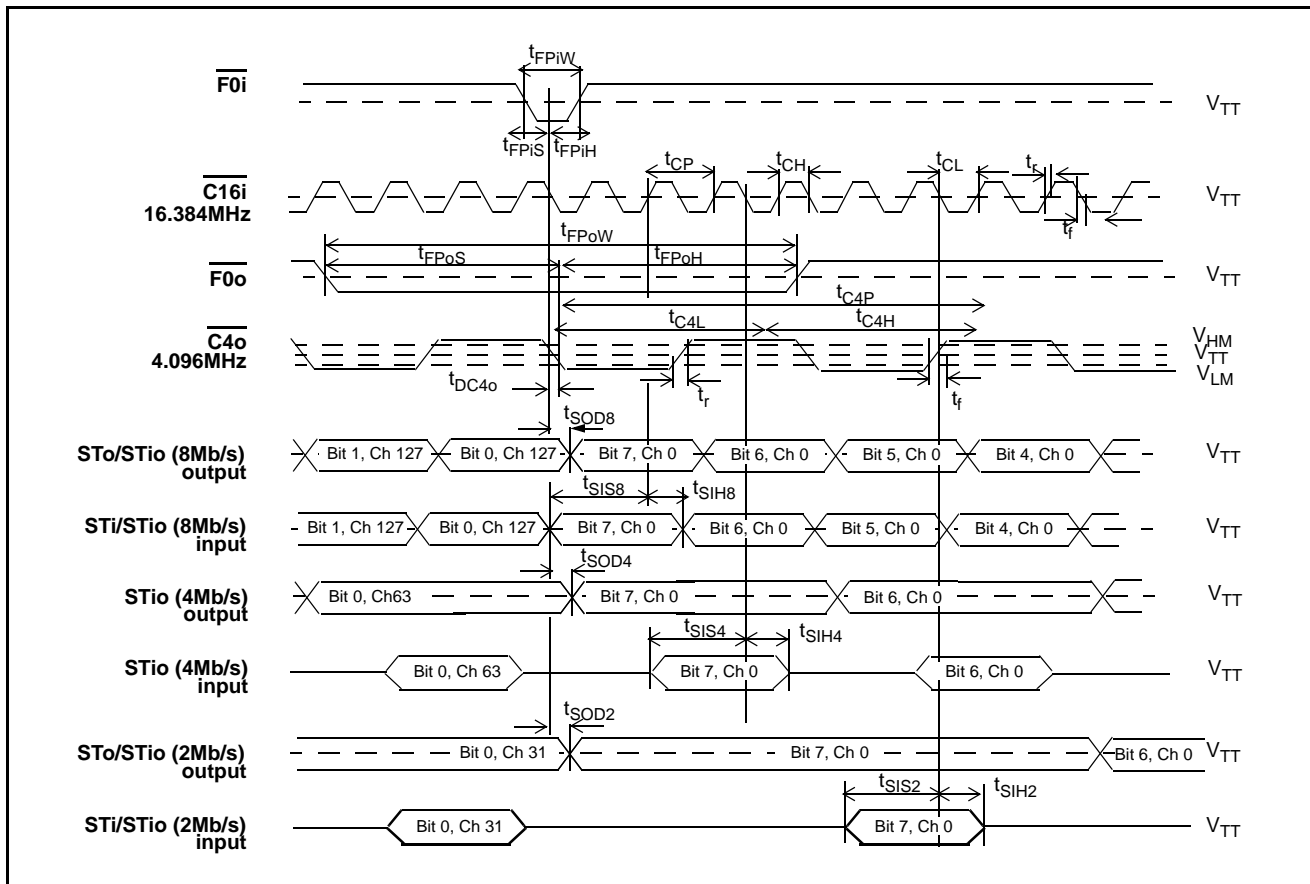 tFPiW
F0i
VTT
tFPiS tFPiH
tCP tCH tCL tr
C16i
16.384MHz
VTT
tf
tFPoW
tFPoS tFPoH
F0o
VTT
tC4P
tC4L tC4H
C4o
4.096MHz
VHM
VTT
VLM
tDC4o
tr tf
tSOD8
STo/STio (8Mb/s)
output
Bit 1, Ch 127 Bit 0, Ch 127 Bit 7, Ch 0 Bit 6, Ch 0 Bit 5, Ch 0 Bit 4, Ch 0
VTT
tSIS8 tSIH8
STi/STio (8Mb/s)
input
Bit 1, Ch 127 Bit 0, Ch 127 Bit 7, Ch 0 Bit 6, Ch 0 Bit 5, Ch 0 Bit 4, Ch 0
VTT
tSOD4
STio (4Mb/s)
output
Bit 0, Ch63 Bit 7, Ch 0 Bit 6, Ch 0
VTT
tSIS4 tSIH4
STio (4Mb/s)
input
Bit 0, Ch 63 Bit 7, Ch 0 Bit 6, Ch 0
VTT
tSOD2
STo/STio (2Mb/s)
output
Bit 0, Ch 31 Bit 7, Ch 0 Bit 6, Ch 0
VTT
tSIS2 tSIH2
STi/STio (2Mb/s)
input
Bit 0, Ch 31 Bit 7, Ch 0
VTT